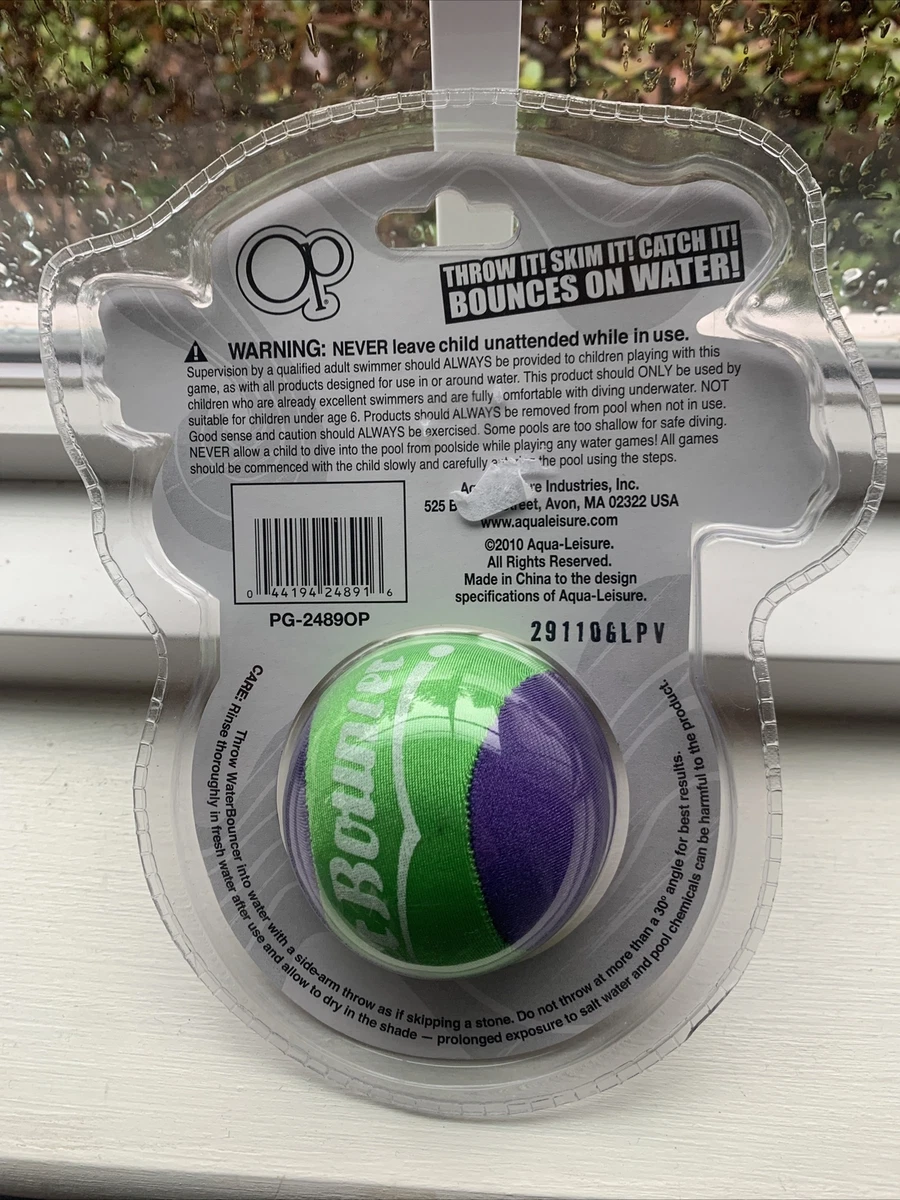 Op
THROW IT! SKIM IT! CATCH IT!
BOUNCES ON WATER!
WARNING: NEVER leave child unattended while in use.
Supervision by a qualified adult swimmer should ALWAYS be provided to children playing with this
game, as with all products designed for use in or around water. This product should ONLY be used by
children who are already excellent swimmers and are fully comfortable with diving underwater. NOT
suitable for children under age 6. Products should ALWAYS be removed from pool when not in use.
Good sense and caution should ALWAYS be exercised. Some pools are too shallow for safe diving.
NEVER allow a child to dive into the pool from poolside while playing any water games! All games
should be commenced with the child slowly and carefully the pool using the steps.
Industries, Inc.
525 Avon, MA 02322 USA
www.aqualeisure.com
©2010 Aqua-Leisure.
All Rights Reserved.
Made in China to the design
specifications of Aqua-Leisure.
0 44194 24891 6
PG-2489OP
29110GLPV
Bouncer
Throw WaterBouncer into water with a side-arm throw as if skipping a stone. Do not throw at more than a 30° angle for best results.
CARE: Rinse thoroughly in fresh water after use and allow to dry in the shade — prolonged exposure to salt water and pool chemicals can be harmful to the product.